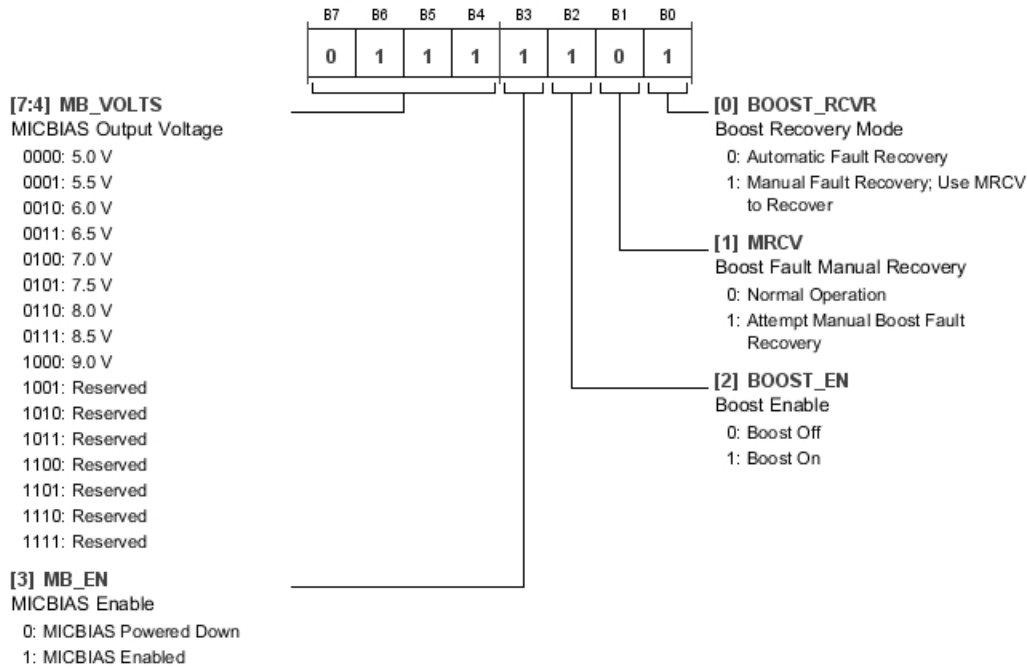 B7 B6 B5 B4 B3 B2 B1 B0
0 1 1 1 1 1 0 1
[7:4] MB_VOLTS
MICBIAS Output Voltage
0000: 5.0 V
0001: 5.5 V
0010: 6.0 V
0011: 6.5 V
0100: 7.0 V
0101: 7.5 V
0110: 8.0 V
0111: 8.5 V
1000: 9.0 V
1001: Reserved
1010: Reserved
1011: Reserved
1100: Reserved
1101: Reserved
1110: Reserved
1111: Reserved
[3] MB_EN
MICBIAS Enable
0: MICBIAS Powered Down
1: MICBIAS Enabled
[0] BOOST_RCVR
Boost Recovery Mode
0: Automatic Fault Recovery
1: Manual Fault Recovery; Use MRCV
to Recover
[1] MRCV
Boost Fault Manual Recovery
0: Normal Operation
1: Attempt Manual Boost Fault
Recovery
[2] BOOST_EN
Boost Enable
0: Boost Off
1: Boost On